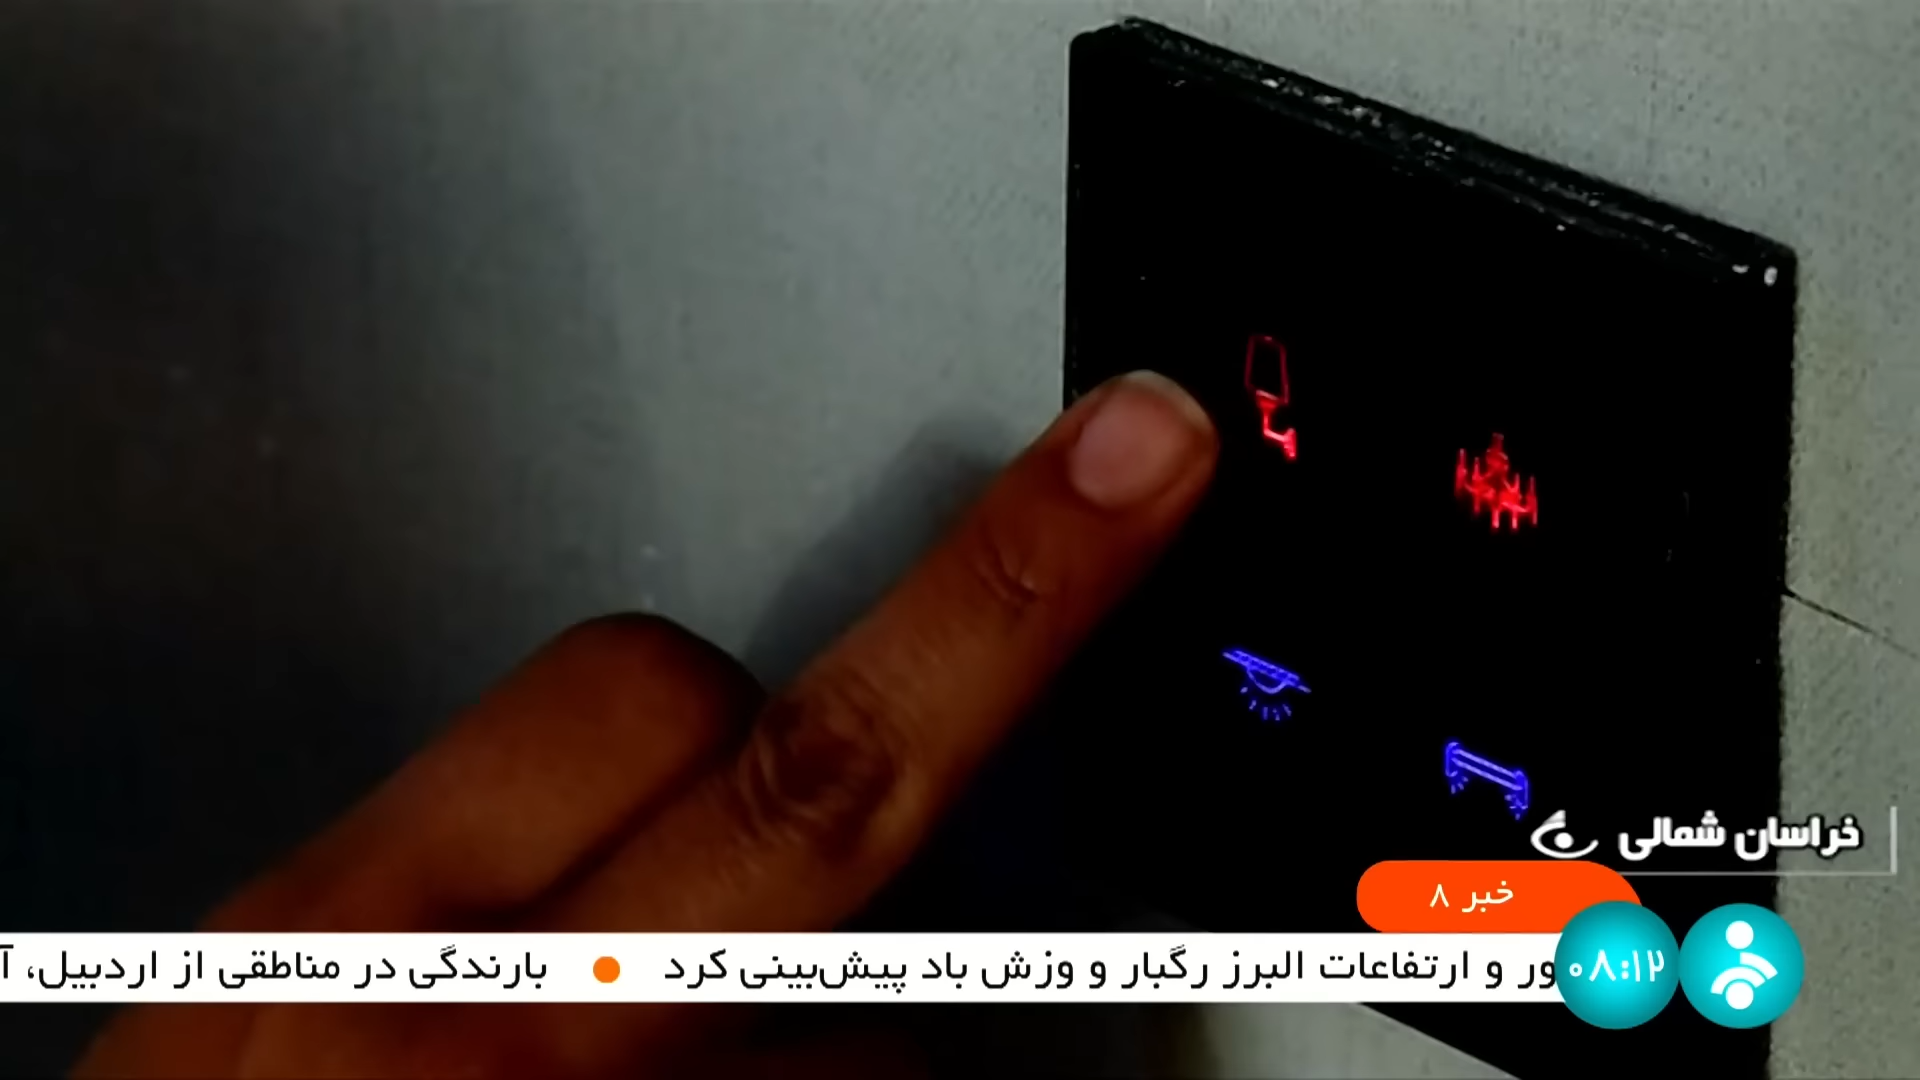 خراسان شمالی
خبر ۸
۰۸:۱۲
و ارتفاعات البرز رگبار و وزش باد پیش‌بینی کرد ● بارندگی در مناطقی از اردبیل،